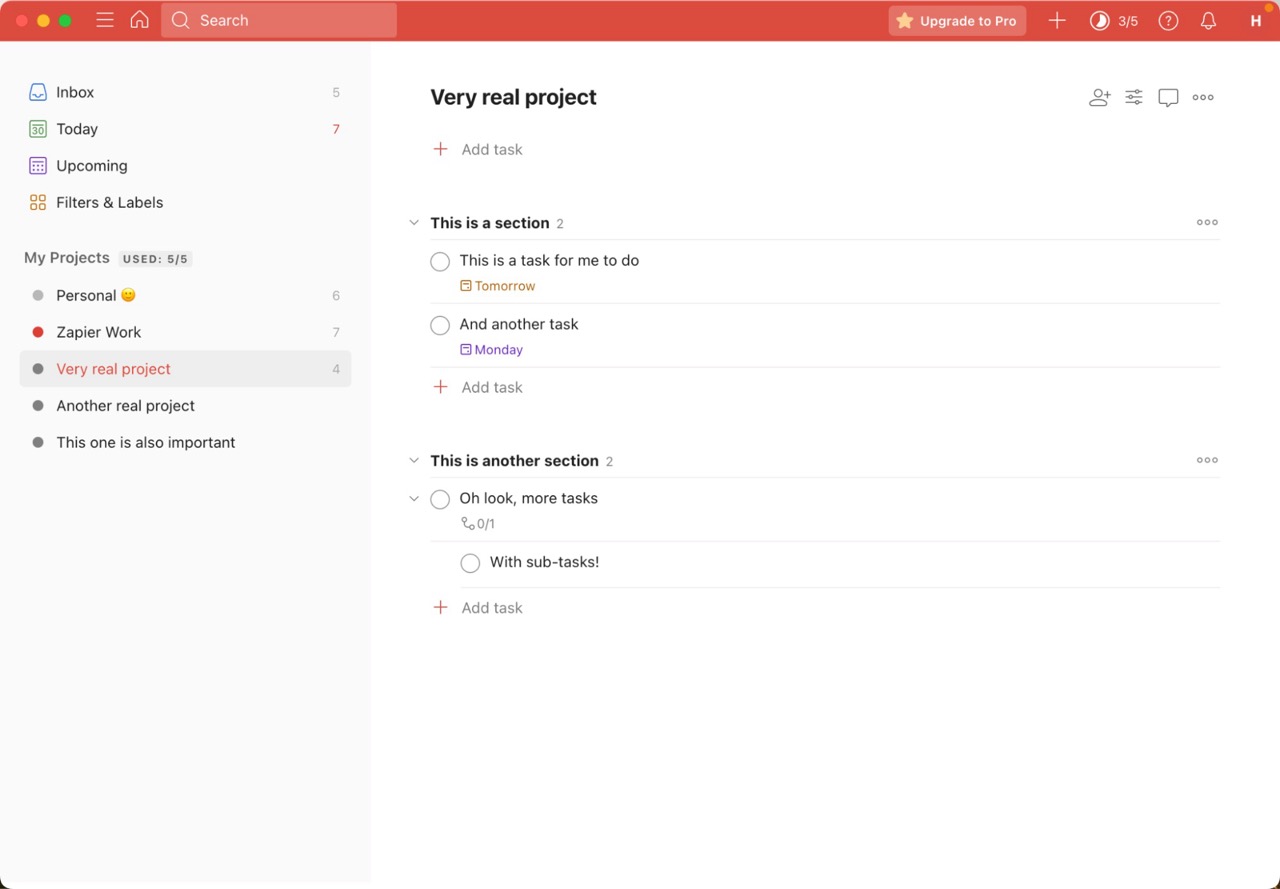 Search
Upgrade to Pro
3/5
?
H
Inbox 5
30 Today 7
Upcoming
Filters & Labels
My Projects USED: 5/5
Personal 🙂 6
Zapier Work 7
Very real project 4
Another real project
This one is also important
Very real project
+ Add task
This is a section 2
This is a task for me to do
Tomorrow
And another task
Monday
+ Add task
This is another section 2
Oh look, more tasks
0/1
With sub-tasks!
+ Add task